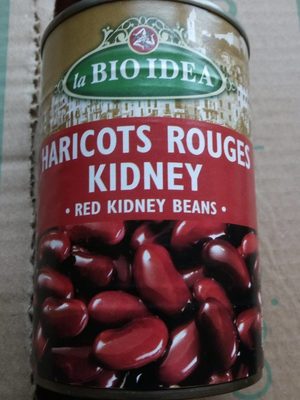 la BIO IDEA
HARICOTS ROUGES
KIDNEY
• RED KIDNEY BEANS •